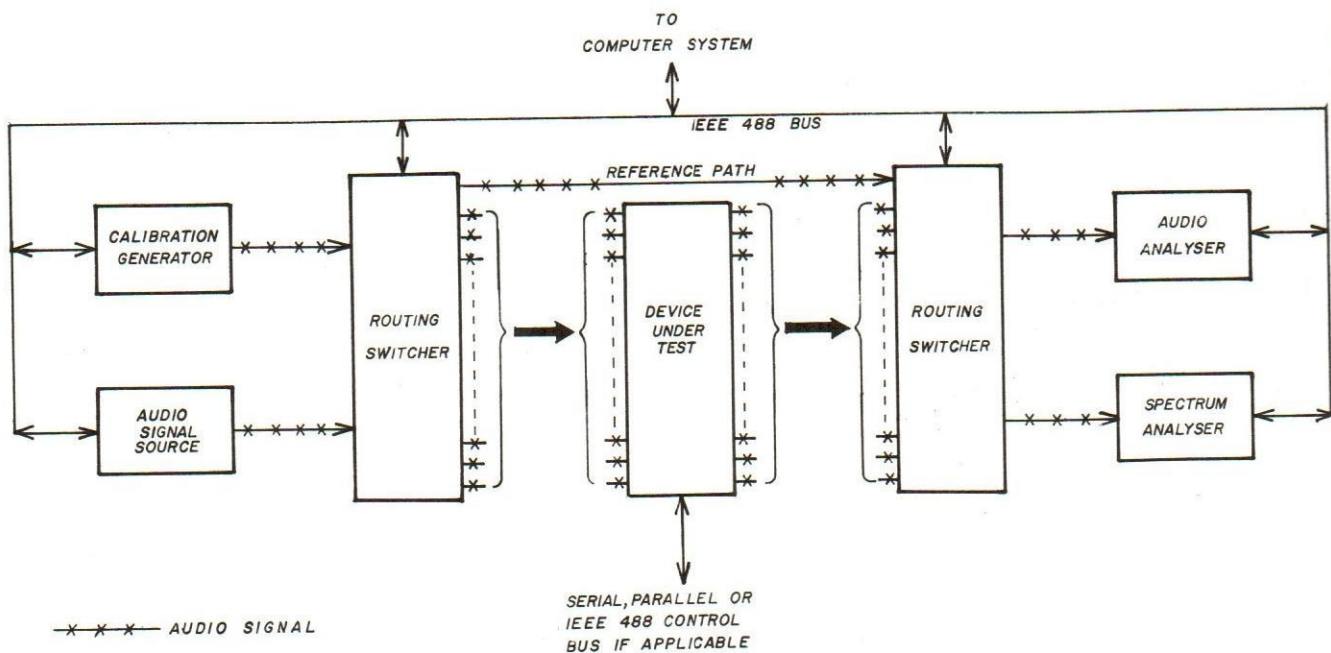 TO
COMPUTER SYSTEM
IEEE 488 BUS
REFERENCE PATH
CALIBRATION
GENERATOR
AUDIO
SIGNAL
SOURCE
ROUTING
SWITCHER
DEVICE
UNDER
TEST
ROUTING
SWITCHER
AUDIO
ANALYSER
SPECTRUM
ANALYSER
SERIAL, PARALLEL OR
IEEE 488 CONTROL
BUS IF APPLICABLE
AUDIO SIGNAL